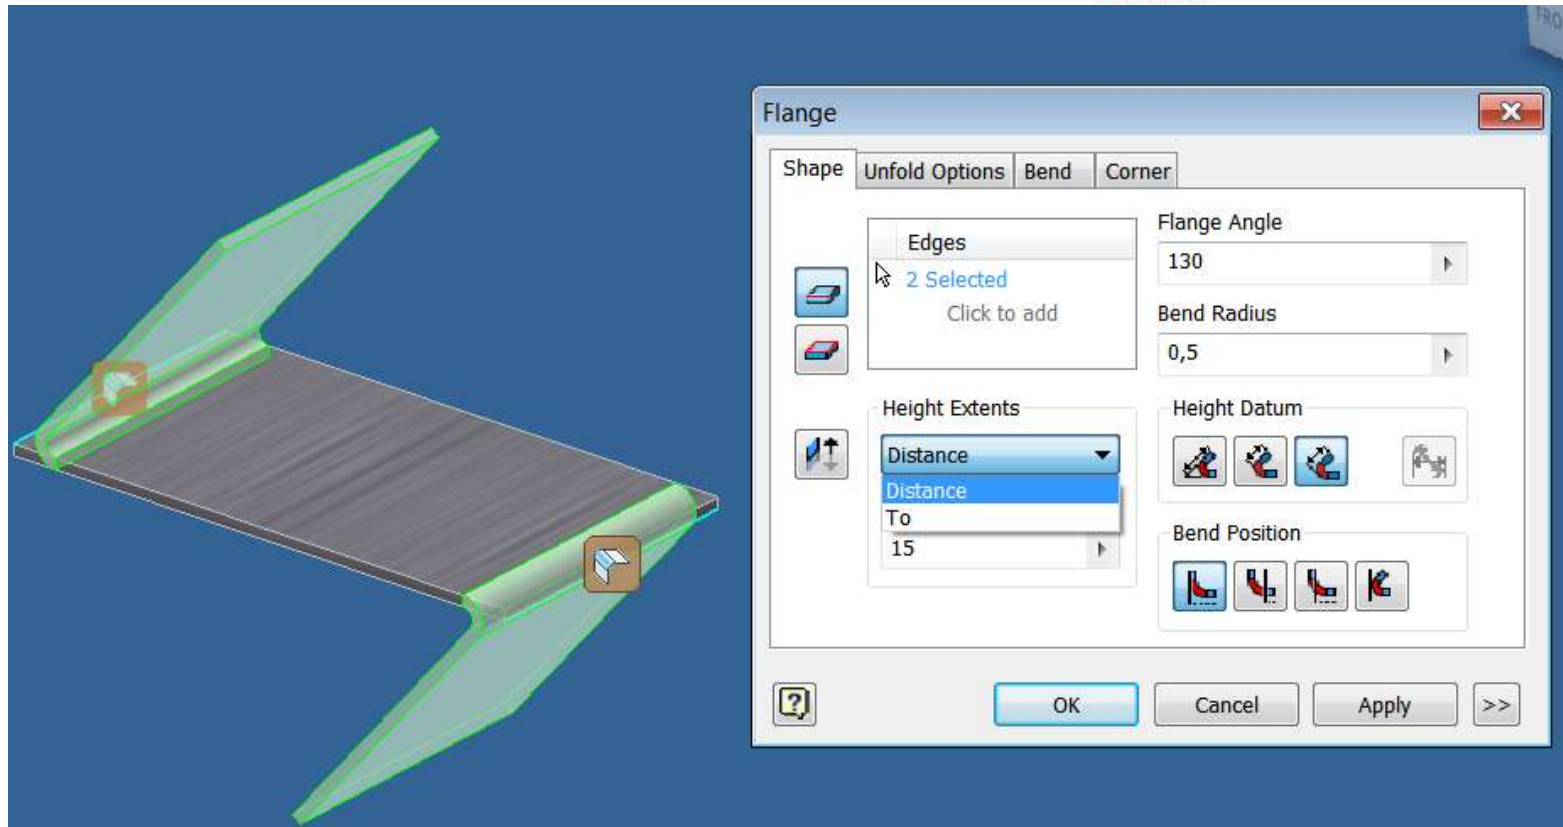 Flange
Shape
Unfold Options
Bend
Corner
Edges
2 Selected
Click to add
Flange Angle
130
Bend Radius
0,5
Height Extents
Distance
Distance
To
15
Height Datum
Bend Position
?
OK
Cancel
Apply
>>